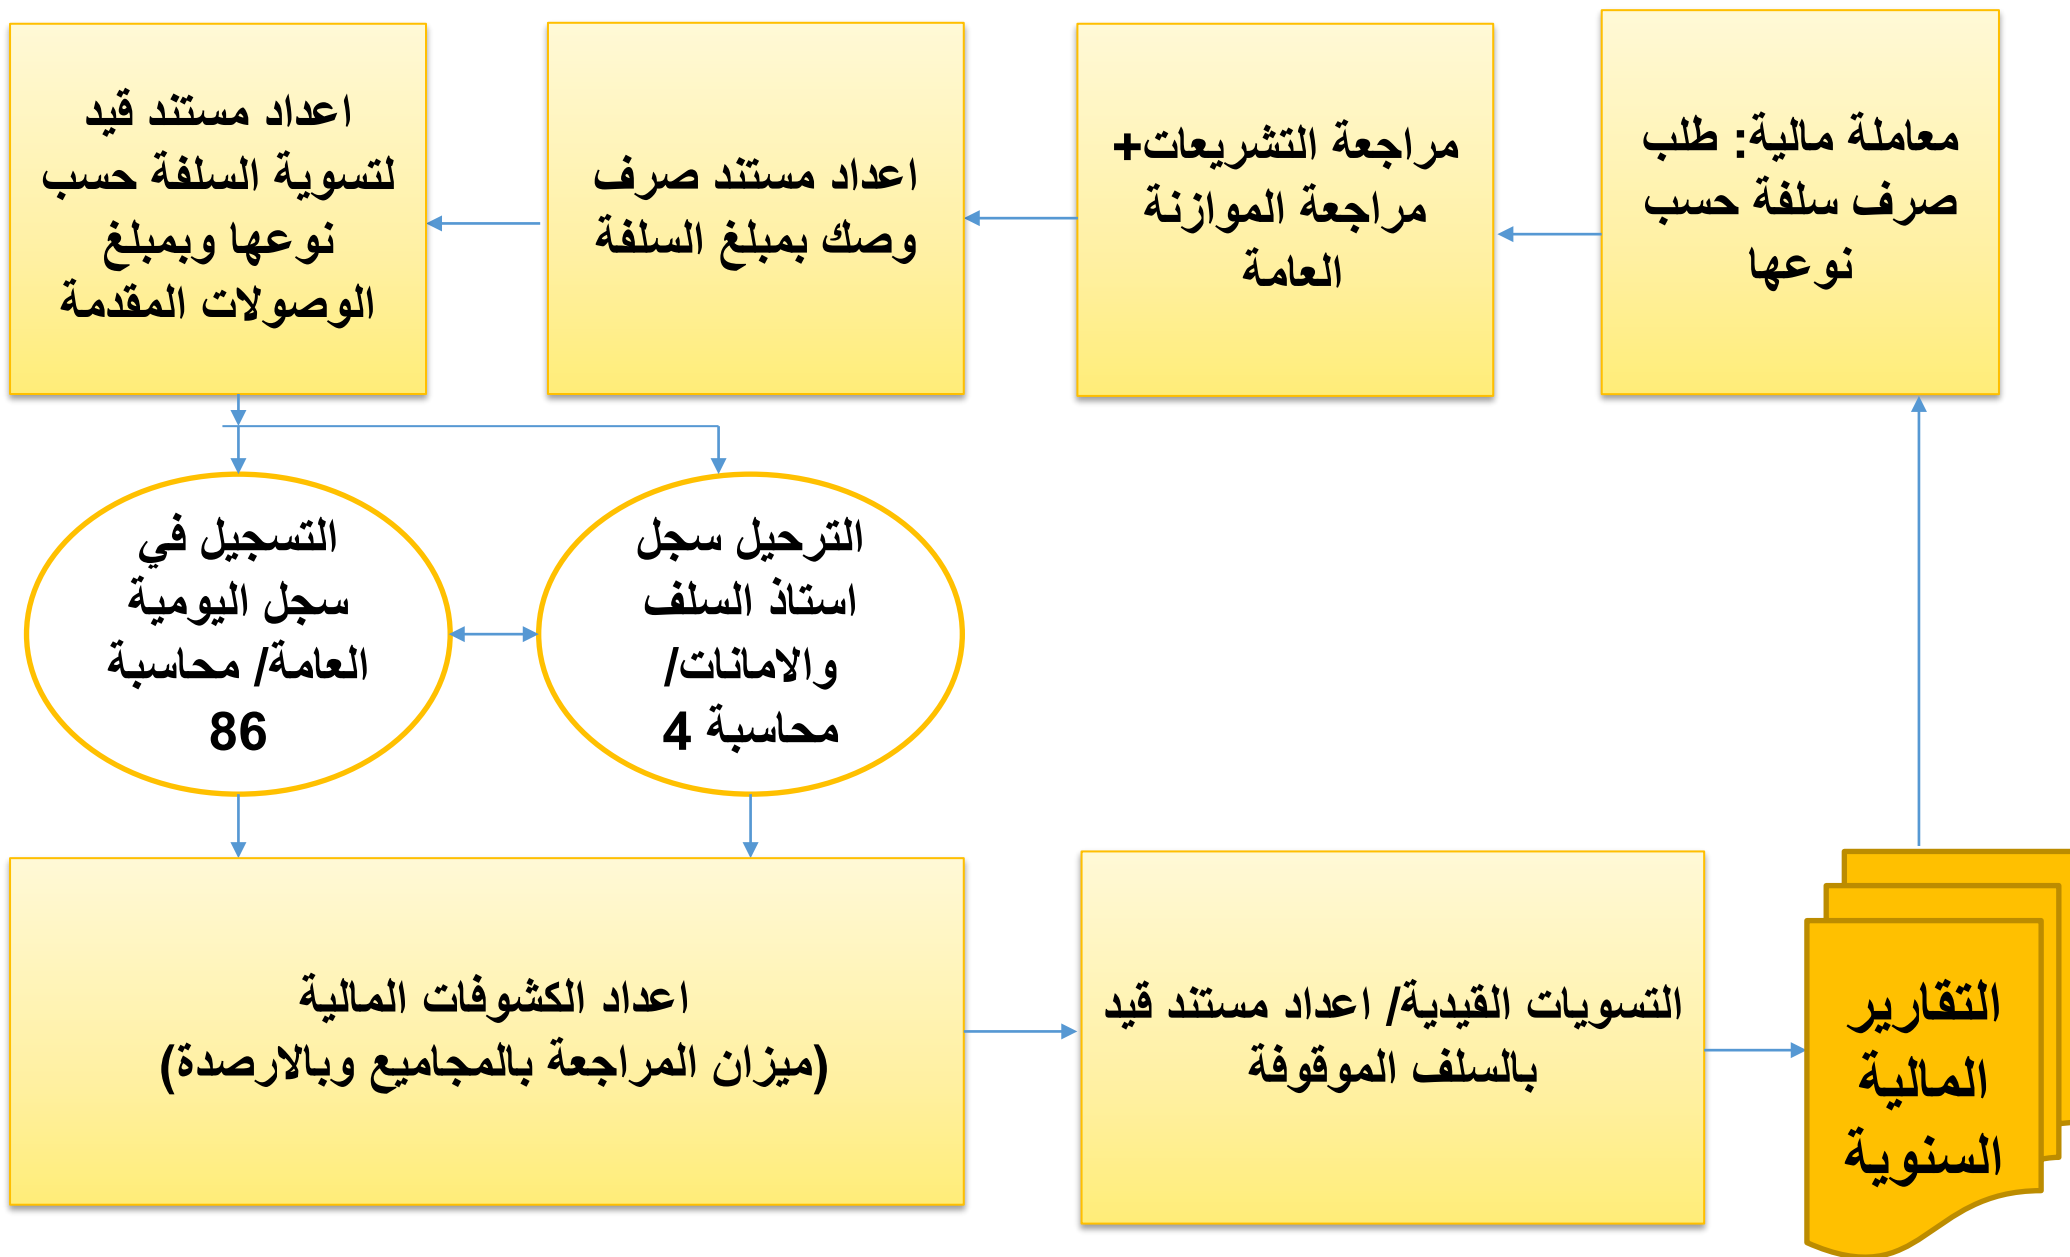 معاملة مالية: طلب
صرف سلفة حسب
نوعها
مراجعة التشريعات+
مراجعة الموازنة
العامة
اعداد مستند صرف
وصك بمبلغ السلفة
اعداد مستند قيد
لتسوية السلفة حسب
نوعها وبمبلغ
الوصولات المقدمة
الترحيل سجل
استاذ السلف
والامانات/
محاسبة 4
التسجيل في
سجل اليومية
العامة/ محاسبة
86
اعداد الكشوفات المالية
(ميزان المراجعة بالمجاميع وبالارصدة)
التسويات القيدية/ اعداد مستند قيد
بالسلف الموقوفة
التقارير
المالية
السنوية